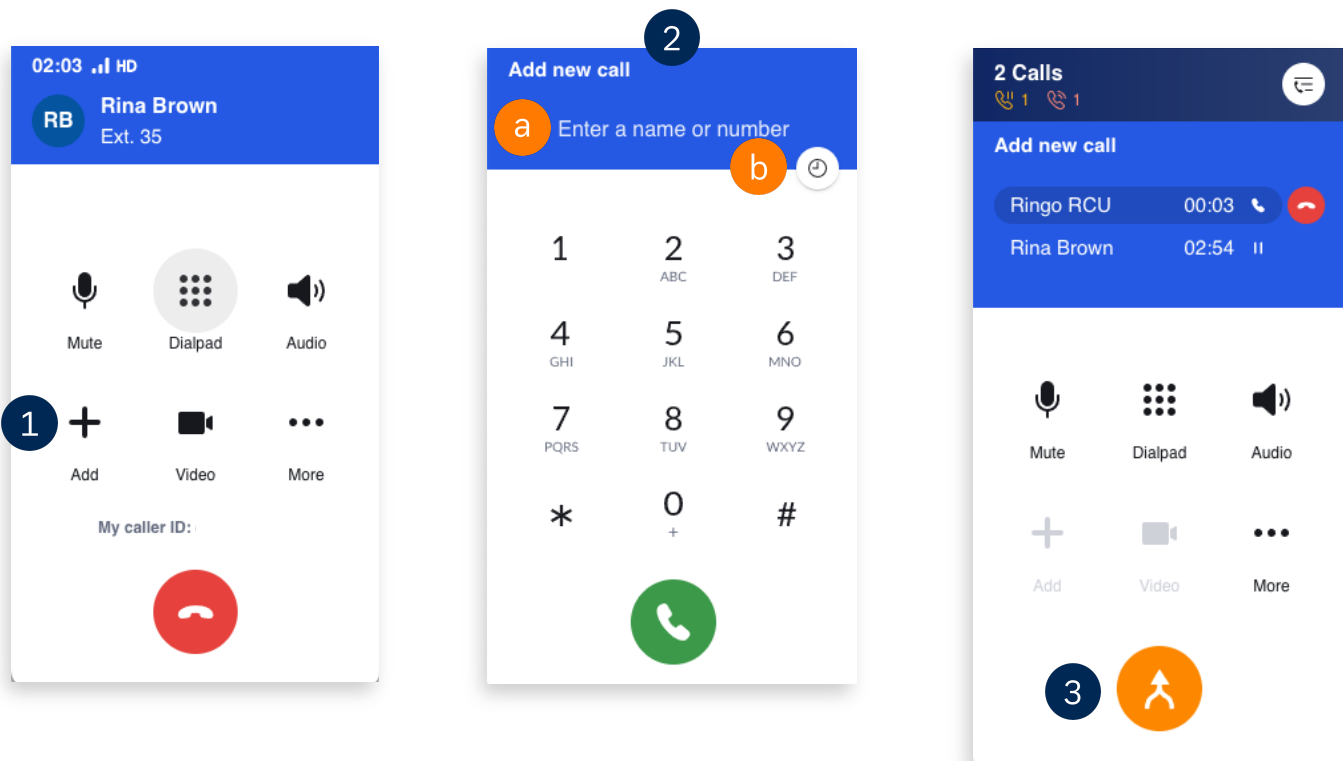 02:03 HD
RB
Rina Brown
Ext. 35
Mute Dialpad Audio
1
Add Video More
My caller ID:
2
Add new call
a Enter a name or number
b
1 2 3
ABC DEF
4 5 6
GHI JKL MNO
7 8 9
PQRS TUV WXYZ
* 0 #
+
2 Calls
1 1
Add new call
Ringo RCU 00:03
Rina Brown 02:54
Mute Dialpad Audio
Add Video More
3